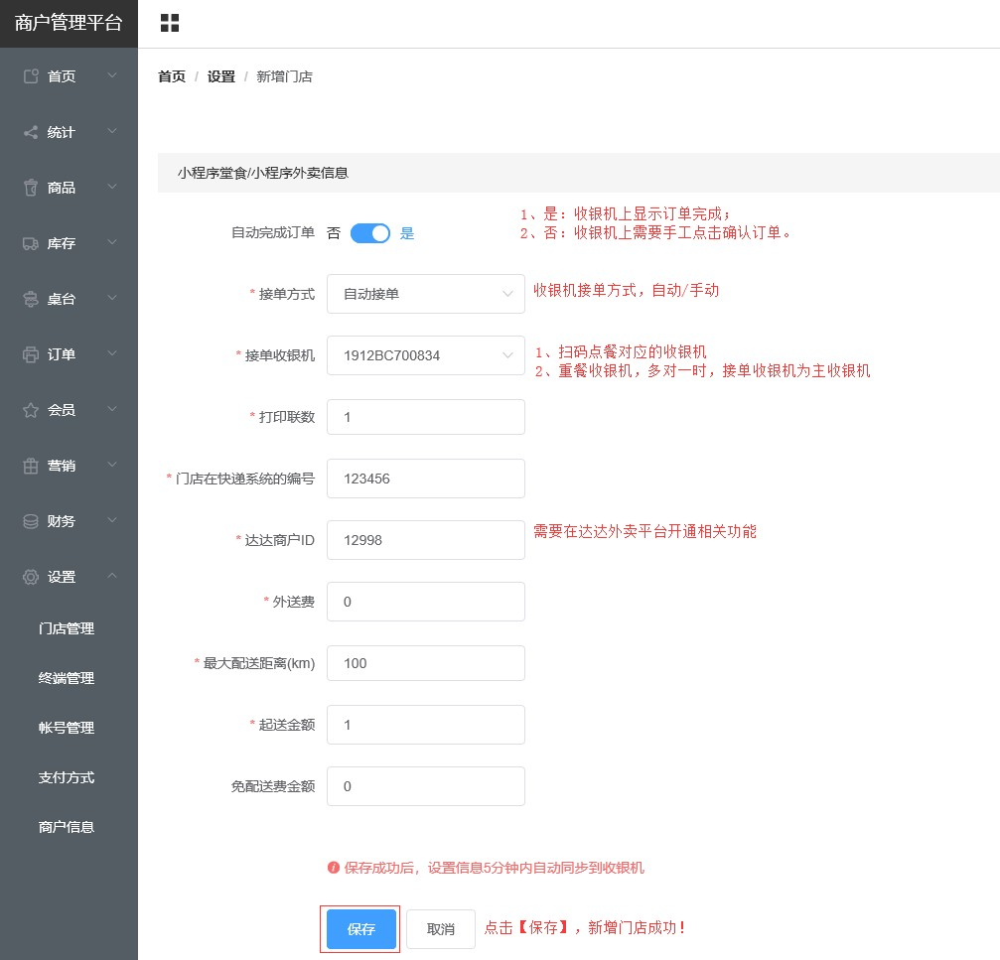 商户管理平台
首页
统计
商品
库存
桌台
订单
会员
营销
财务
设置
门店管理
终端管理
帐号管理
支付方式
商户信息
首页 / 设置 / 新增门店
小程序堂食/小程序外卖信息
自动完成订单 否 是
1、是：收银机上显示订单完成；
2、否：收银机上需要手工点击确认订单。
* 接单方式 自动接单 收银机接单方式，自动/手动
* 接单收银机 1912BC700834
1、扫码点餐对应的收银机
2、重餐收银机，多对一时，接单收银机为主收银机
* 打印联数 1
* 门店在快递系统的编号 123456
* 达达商户ID 12998 需要在达达外卖平台开通相关功能
* 外送费 0
* 最大配送距离(km) 100
* 起送金额 1
免配送费金额 0
保存成功后，设置信息5分钟内自动同步到收银机
保存 取消 点击【保存】，新增门店成功！